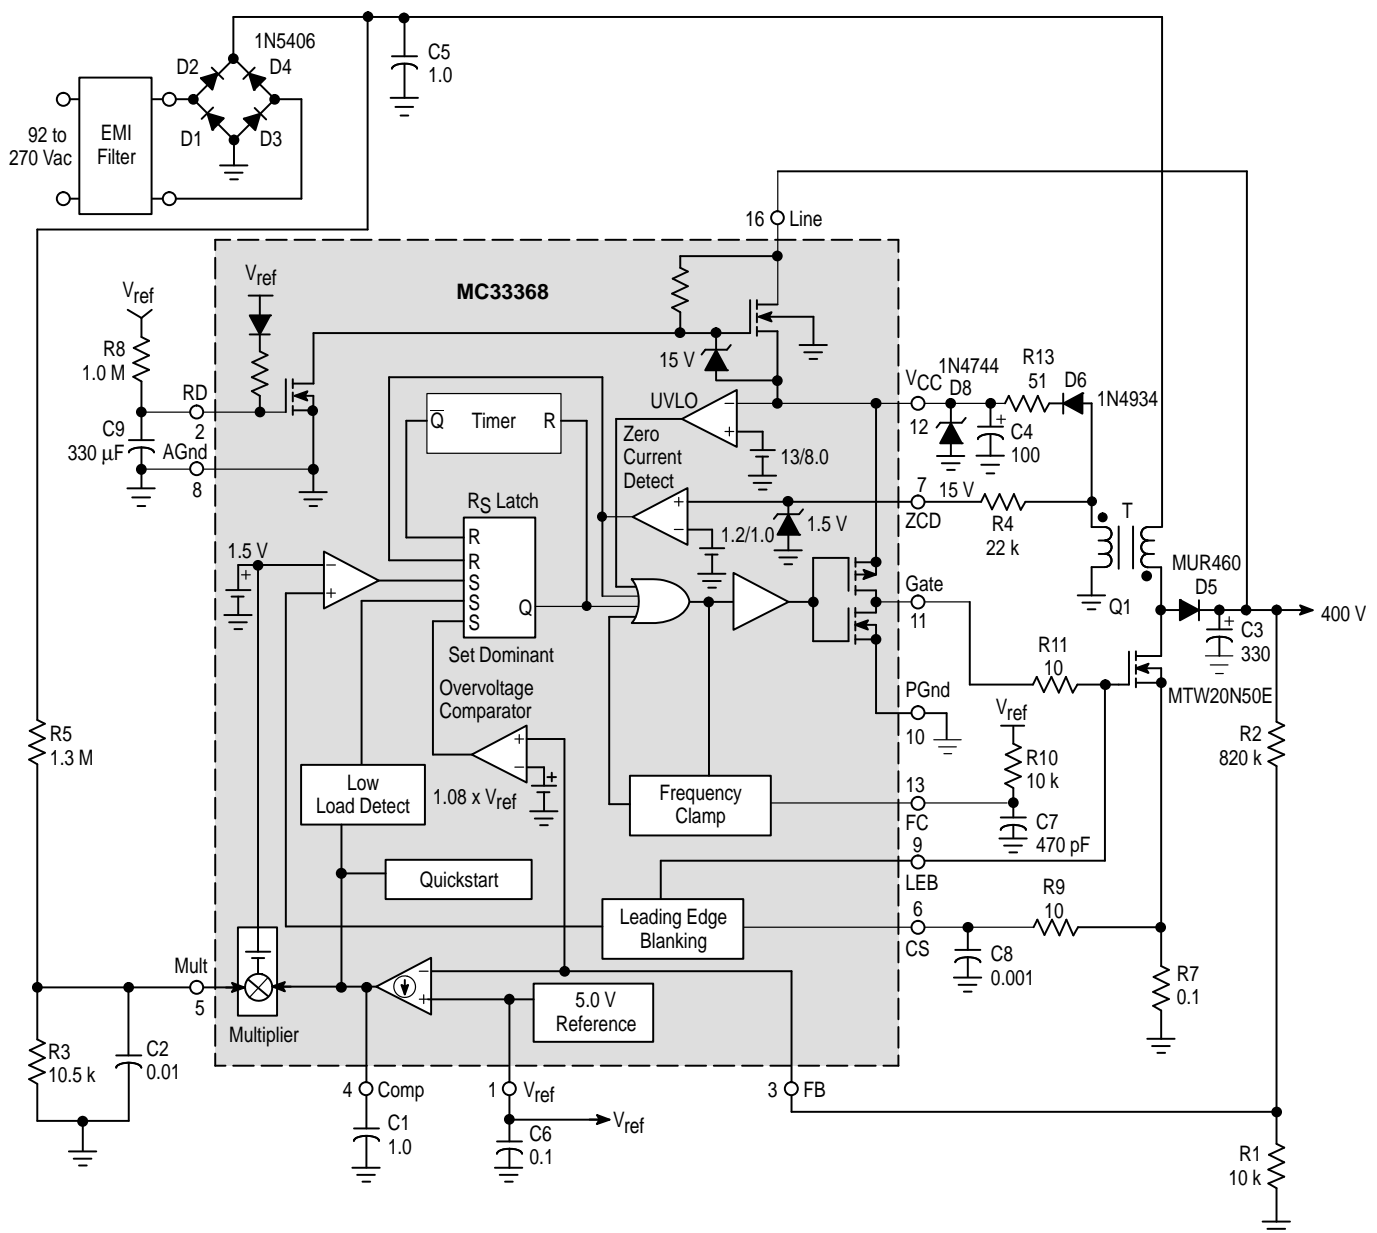 1N5406
C5
1.0
D2
D4
D1
D3
EMI
Filter
92 to
270 Vac
16
Line
MC33368
Vref
Vref
R8
1.0 M
RD
2
C9
330 µF
AGnd
8
15 V
Q̅
Timer
R
UVLO
Zero
Current
Detect
13/8.0
VCC
12
1N4744
D8
R13
51
D6
1N4934
C4
100
+
7
ZCD
15 V
R4
22 k
T
RS Latch
R
R
S
S
S
Q
Set Dominant
1.5 V
+
−
+
−
+
+
−
1.2/1.0
1.5 V
MUR460
D5
Gate
11
Q1
400 V
+
C3
330
R11
10
MTW20N50E
PGnd
10
Vref
R10
10 k
R2
820 k
R5
1.3 M
Overvoltage
Comparator
+
−
+
1.08 x Vref
Low
Load Detect
Frequency
Clamp
13
FC
C7
470 pF
9
LEB
Quickstart
Leading Edge
Blanking
6
CS
R9
10
C8
0.001
R7
0.1
Mult
5
Multiplier
−
+
5.0 V
Reference
R3
10.5 k
C2
0.01
4
Comp
1
Vref
3
FB
C1
1.0
C6
0.1
Vref
R1
10 k